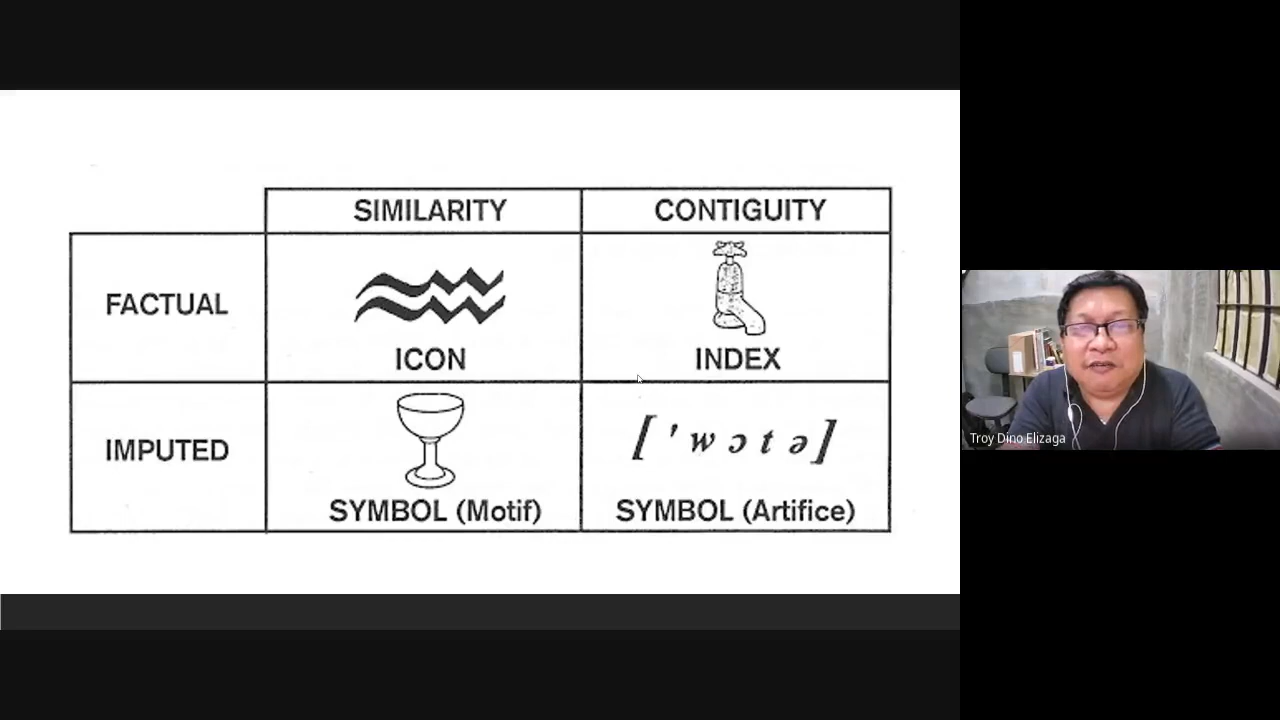 SIMILARITY CONTIGUITY
FACTUAL
ICON INDEX
IMPUTED
[ ' w ɔ t ə ]
SYMBOL (Motif) SYMBOL (Artifice)
Troy Dino Elizaga